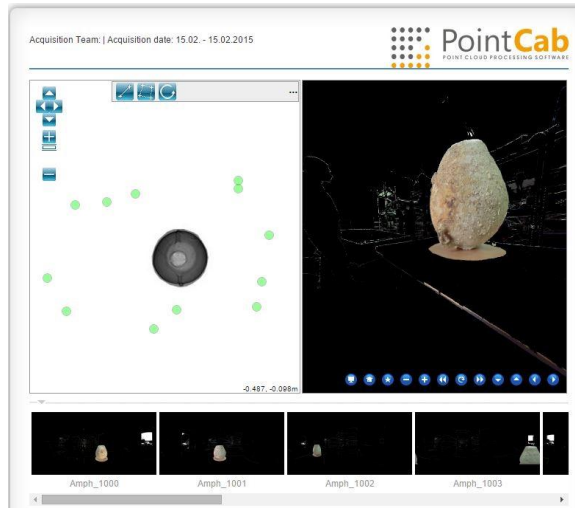 Acquisition Team: | Acquisition date: 15.02. - 15.02.2015
PointCab
POINT CLOUD PROCESSING SOFTWARE
...
-0.487, -0.098m
Amph_1000
Amph_1001
Amph_1002
Amph_1003